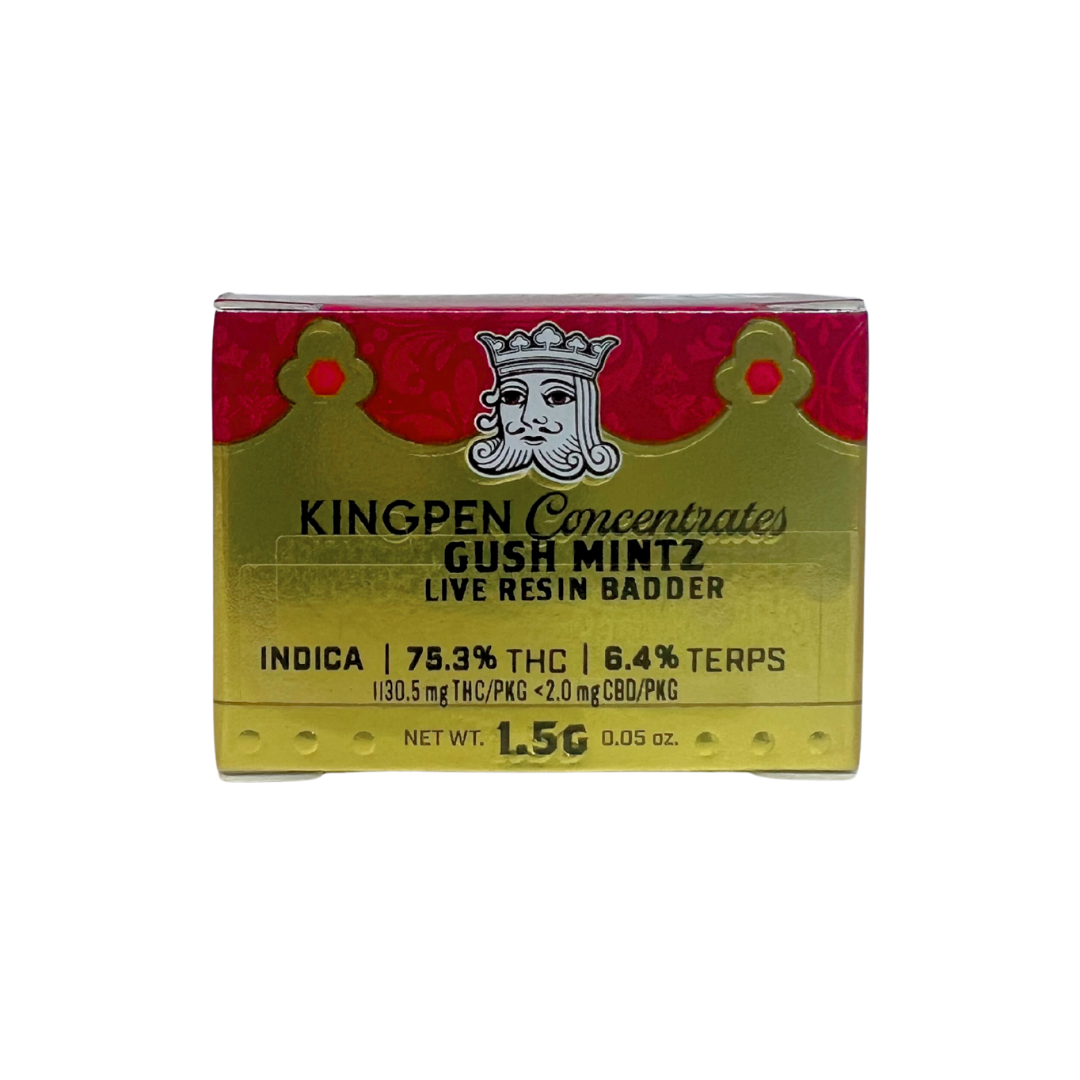 KINGPEN Concentrates
GUSH MINTZ
LIVE RESIN BADDER
INDICA | 75.3% THC | 6.4% TERPS
1130.5 mg THC/PKG <2.0 mg CBD/PKG
NET WT. 1.5G 0.05 oz.